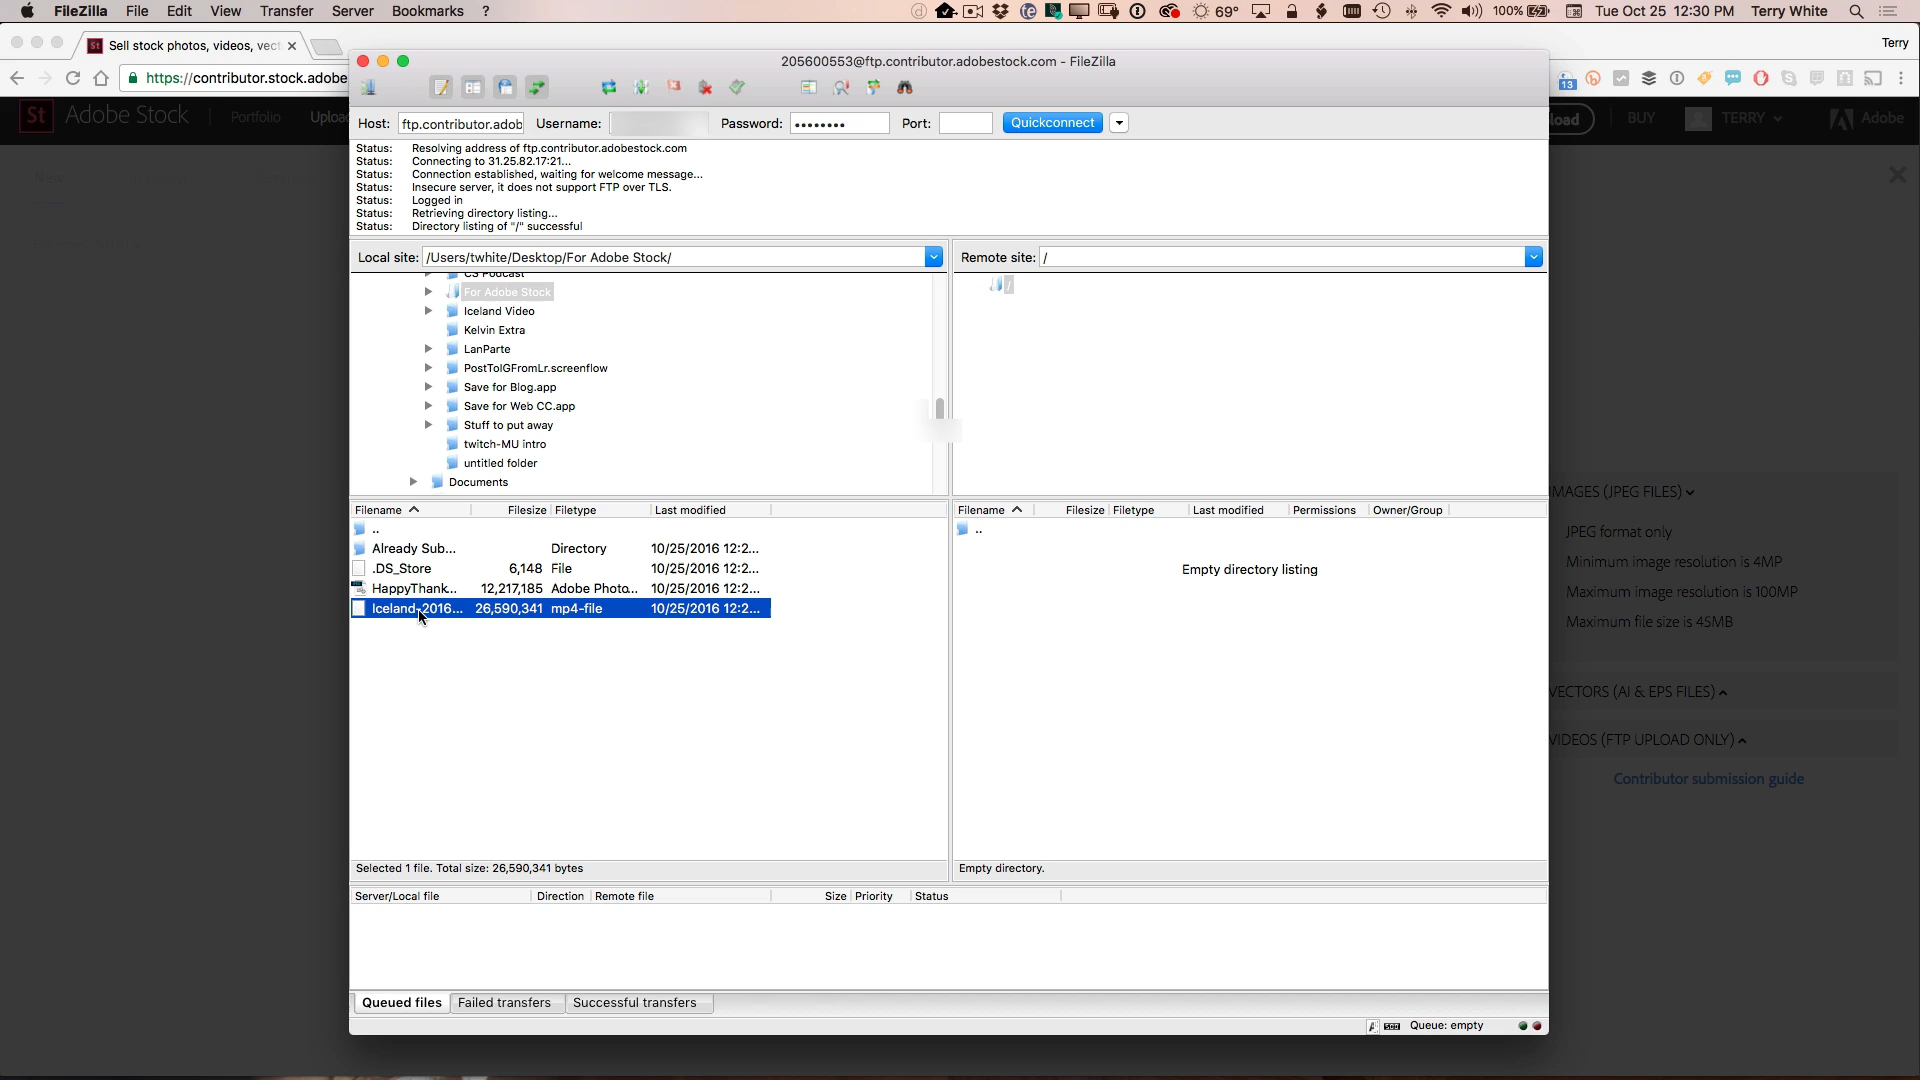 FileZilla File Edit View Transfer Server Bookmarks ?
69° 100% Tue Oct 25 12:30 PM Terry White
Sell stock photos, videos, vect
Terry
https://contributor.stock.adobe
13
205600553@ftp.contributor.adobestock.com - FileZilla
St Adobe Stock Portfolio Upload
load BUY TERRY Adobe
Host: ftp.contributor.adob Username: Password: •••••••• Port: Quickconnect
Status: Resolving address of ftp.contributor.adobestock.com
Status: Connecting to 31.25.82.17:21...
Status: Connection established, waiting for welcome message...
Status: Insecure server, it does not support FTP over TLS.
Status: Logged in
Status: Retrieving directory listing...
Status: Directory listing of "/" successful
New
Local site: /Users/twhite/Desktop/For Adobe Stock/
Remote site: /
CS Podcast
For Adobe Stock
Iceland Video
Kelvin Extra
LanParte
PostToIGFromLr.screenflow
Save for Blog.app
Save for Web CC.app
Stuff to put away
twitch-MU intro
untitled folder
Documents
/
Filename Filesize Filetype Last modified
..
Already Sub... Directory 10/25/2016 12:2...
.DS_Store 6,148 File 10/25/2016 12:2...
HappyThank... 12,217,185 Adobe Photo... 10/25/2016 12:2...
Iceland-2016... 26,590,341 mp4-file 10/25/2016 12:2...
Selected 1 file. Total size: 26,590,341 bytes
Filename Filesize Filetype Last modified Permissions Owner/Group
..
Empty directory listing
Empty directory.
IMAGES (JPEG FILES)
JPEG format only
Minimum image resolution is 4MP
Maximum image resolution is 100MP
Maximum file size is 45MB
VECTORS (AI & EPS FILES)
VIDEOS (FTP UPLOAD ONLY)
Contributor submission guide
Server/Local file Direction Remote file Size Priority Status
Queued files Failed transfers Successful transfers
Queue: empty